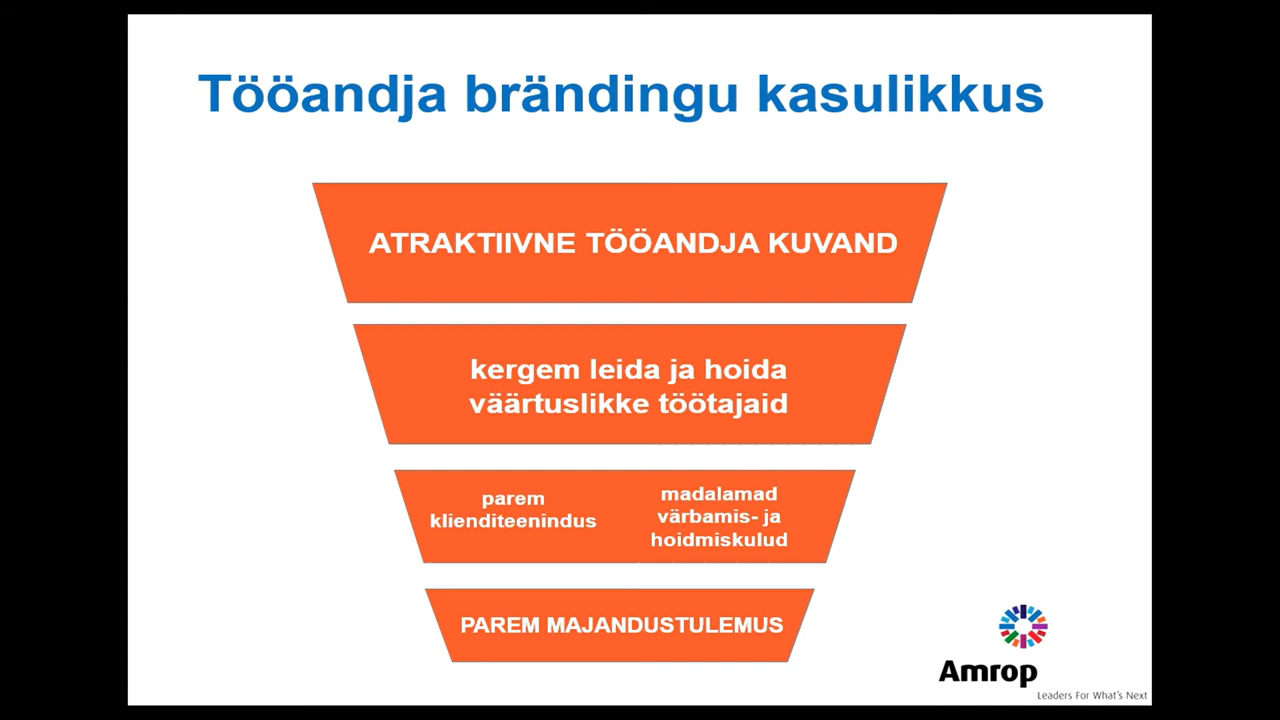 Tööandja brändingu kasulikkus
ATRAKTIIVNE TÖÖANDJA KUVAND
kergem leida ja hoida
väärtuslikke töötajaid
parem
klienditeenindus
madalamad
värbamis- ja
hoidmiskulud
PAREM MAJANDUSTULEMUS
Amrop
Leaders For What's Next